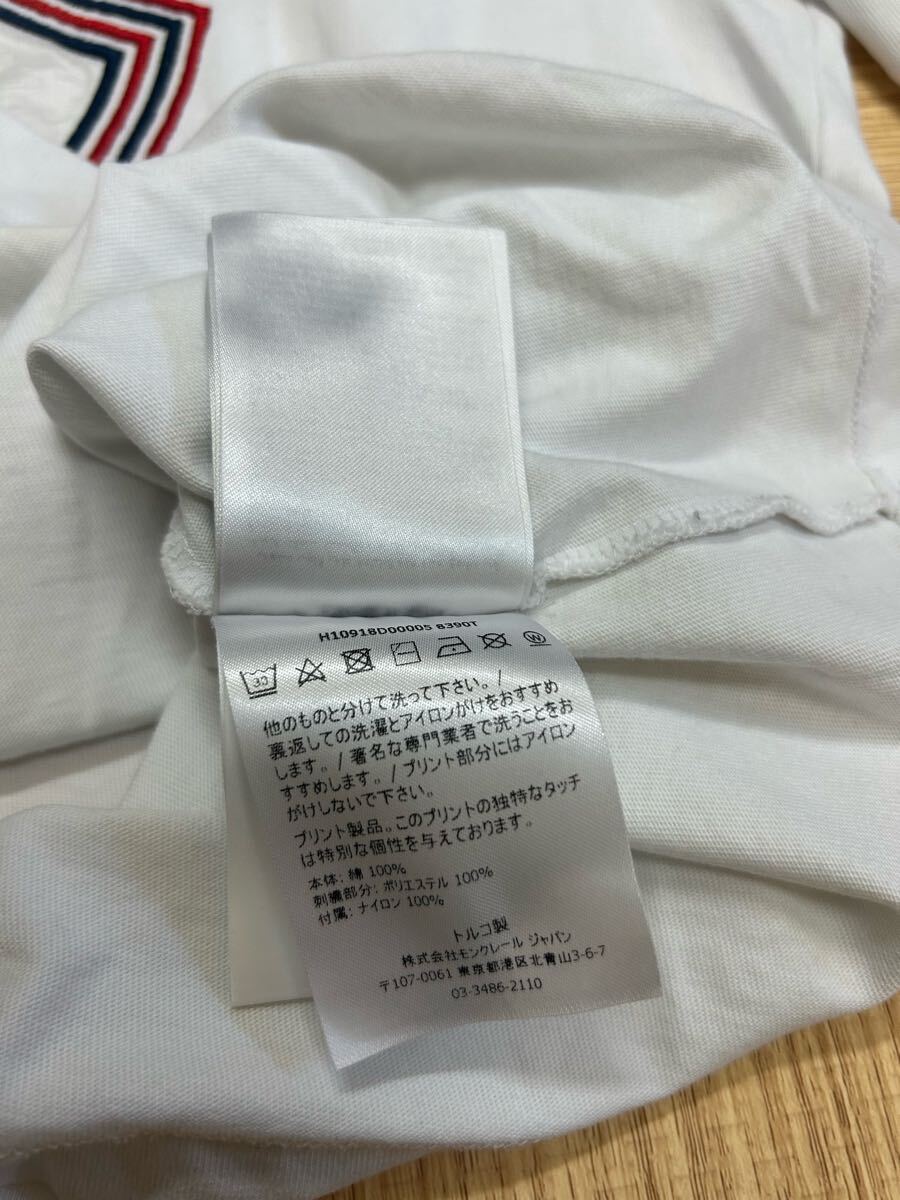 H10918D00005 8390T
30
W
他のものと分けて洗って下さい。/
裏返しての洗濯とアイロンがけをおすすめ
します。/著名な専門業者で洗うことをお
すすめします。/プリント部分にはアイロン
がけしないで下さい。
プリント製品。このプリントの独特なタッチ
は特別な個性を与えております。
本体: 綿 100%
刺繍部分: ポリエステル 100%
付属: ナイロン 100%
トルコ製
株式会社モンクレール ジャパン
〒107-0061 東京都港区北青山3-6-7
03-3486-2110